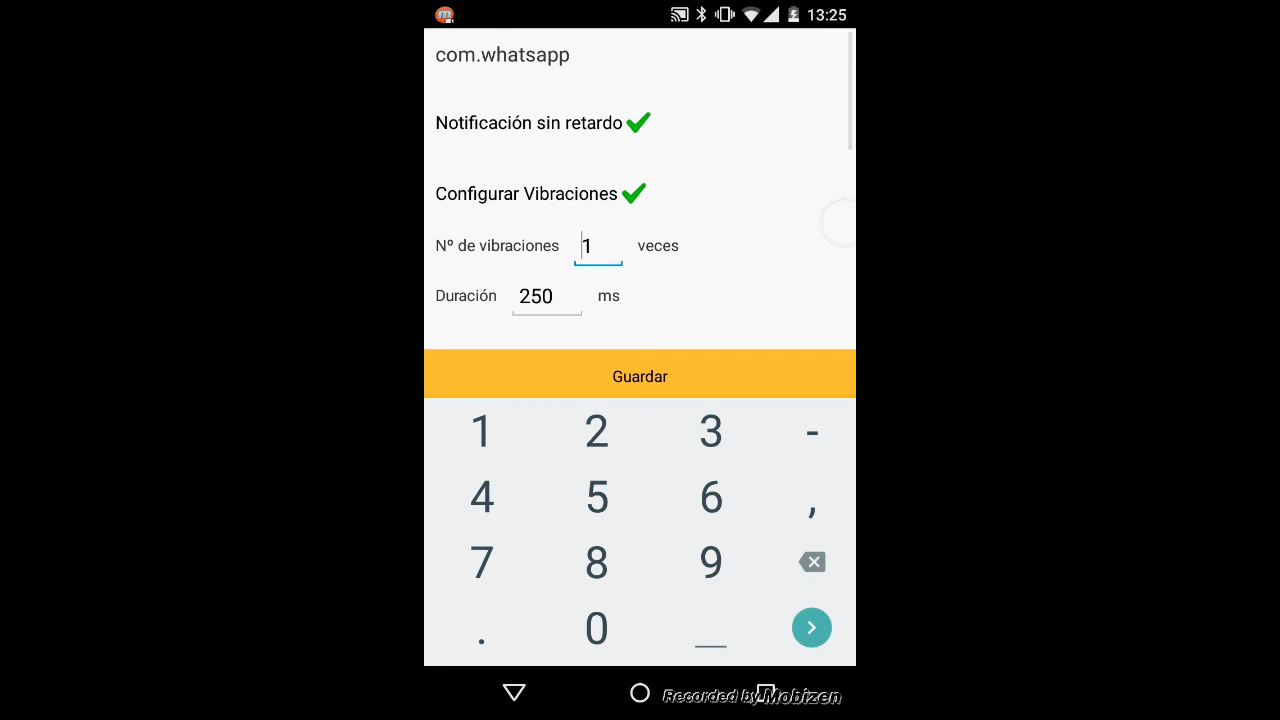 13:25
com.whatsapp
Notificación sin retardo
Configurar Vibraciones
Nº de vibraciones 1 veces
Duración 250 ms
Guardar
1 2 3 -
4 5 6 ,
7 8 9
. 0 _
Recorded by Mobizen